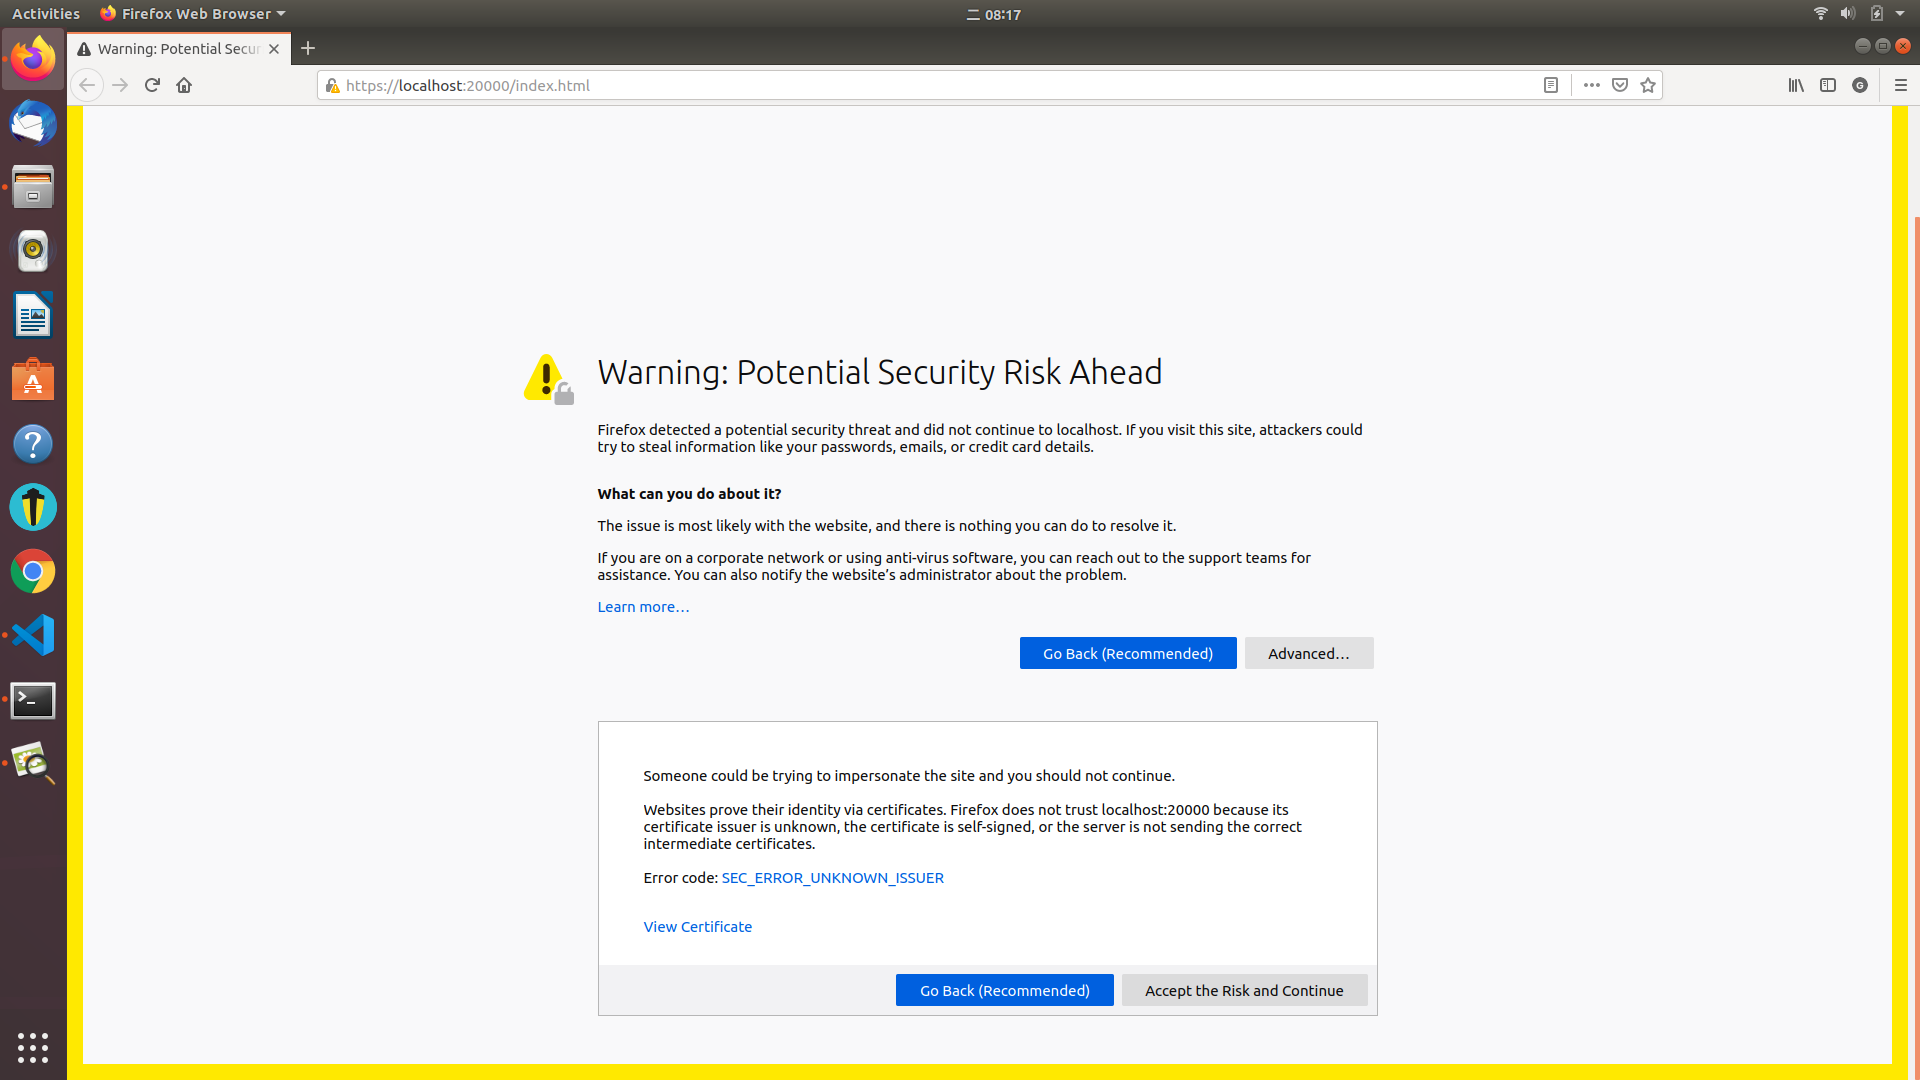 Activities
Firefox Web Browser
二 08:17
Warning: Potential Secur
https://localhost:20000/index.html
G
Warning: Potential Security Risk Ahead
Firefox detected a potential security threat and did not continue to localhost. If you visit this site, attackers could
try to steal information like your passwords, emails, or credit card details.
What can you do about it?
The issue is most likely with the website, and there is nothing you can do to resolve it.
If you are on a corporate network or using anti-virus software, you can reach out to the support teams for
assistance. You can also notify the website’s administrator about the problem.
Learn more…
Go Back (Recommended)
Advanced…
Someone could be trying to impersonate the site and you should not continue.
Websites prove their identity via certificates. Firefox does not trust localhost:20000 because its
certificate issuer is unknown, the certificate is self-signed, or the server is not sending the correct
intermediate certificates.
Error code: SEC_ERROR_UNKNOWN_ISSUER
View Certificate
Go Back (Recommended)
Accept the Risk and Continue